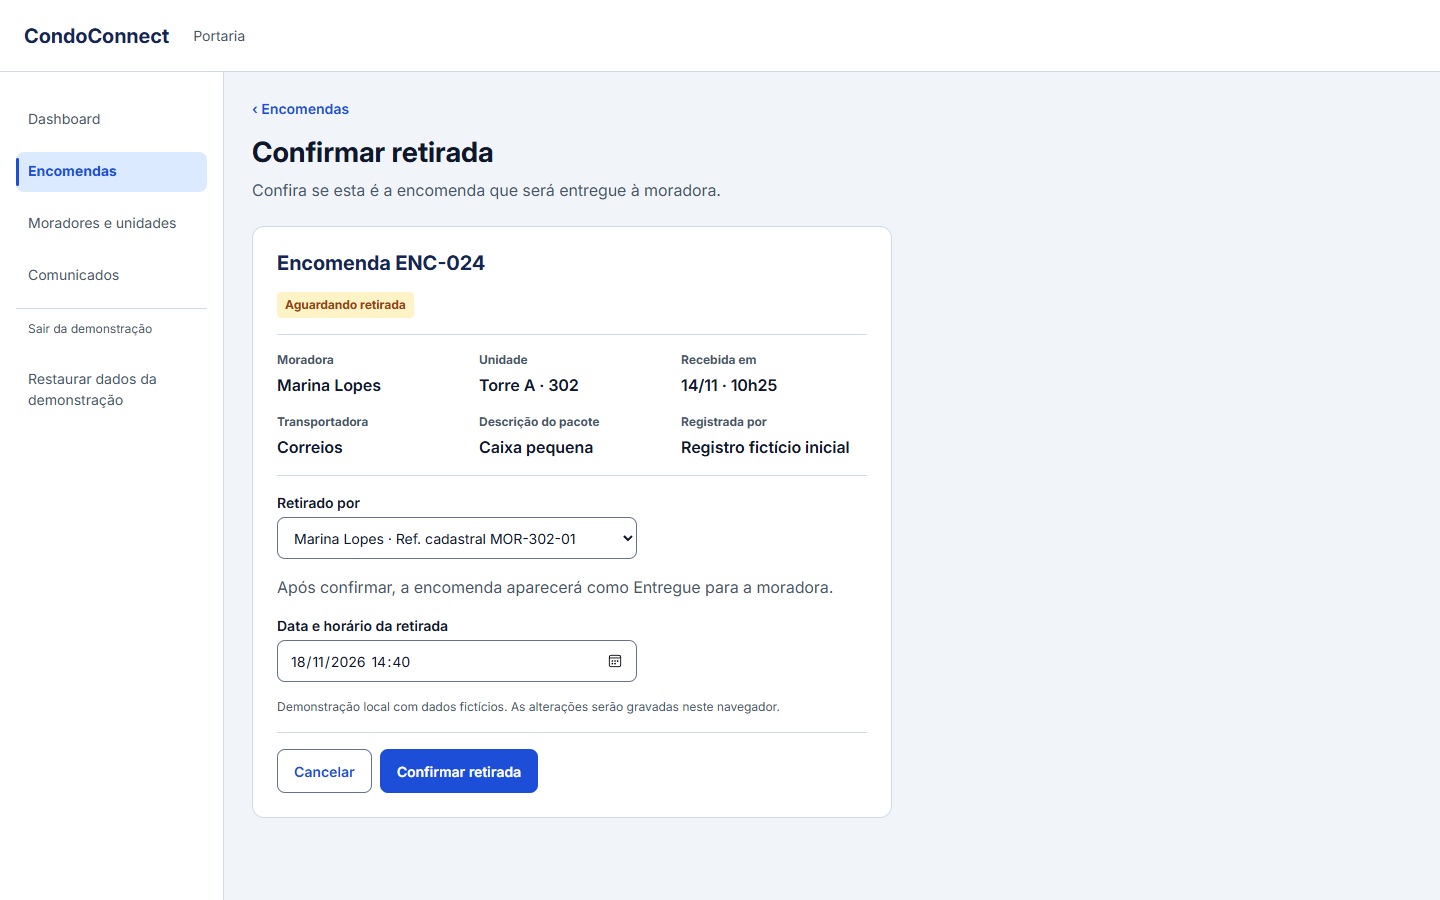 CondoConnect
Portaria
Dashboard
Encomendas
Moradores e unidades
Comunicados
Sair da demonstração
Restaurar dados da
demonstração
‹ Encomendas
Confirmar retirada
Confira se esta é a encomenda que será entregue à moradora.
Encomenda ENC-024
Aguardando retirada
Moradora
Marina Lopes
Unidade
Torre A · 302
Recebida em
14/11 · 10h25
Transportadora
Correios
Descrição do pacote
Caixa pequena
Registrada por
Registro fictício inicial
Retirado por
Marina Lopes · Ref. cadastral MOR-302-01
Após confirmar, a encomenda aparecerá como Entregue para a moradora.
Data e horário da retirada
18/11/2026 14:40
Demonstração local com dados fictícios. As alterações serão gravadas neste navegador.
Cancelar
Confirmar retirada